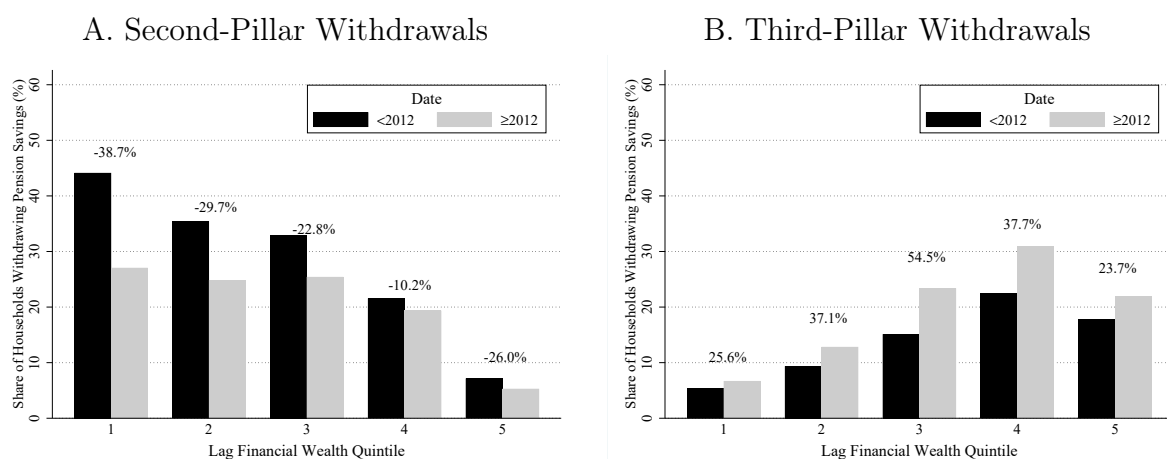 A. Second-Pillar Withdrawals
Share of Households Withdrawing Pension Savings (%)
60
50
40
30
20
10
0
Date
<2012 ≥2012
-38.7%
-29.7%
-22.8%
-10.2%
-26.0%
1 2 3 4 5
Lag Financial Wealth Quintile
B. Third-Pillar Withdrawals
Share of Households Withdrawing Pension Savings (%)
60
50
40
30
20
10
0
Date
<2012 ≥2012
25.6%
37.1%
54.5%
37.7%
23.7%
1 2 3 4 5
Lag Financial Wealth Quintile